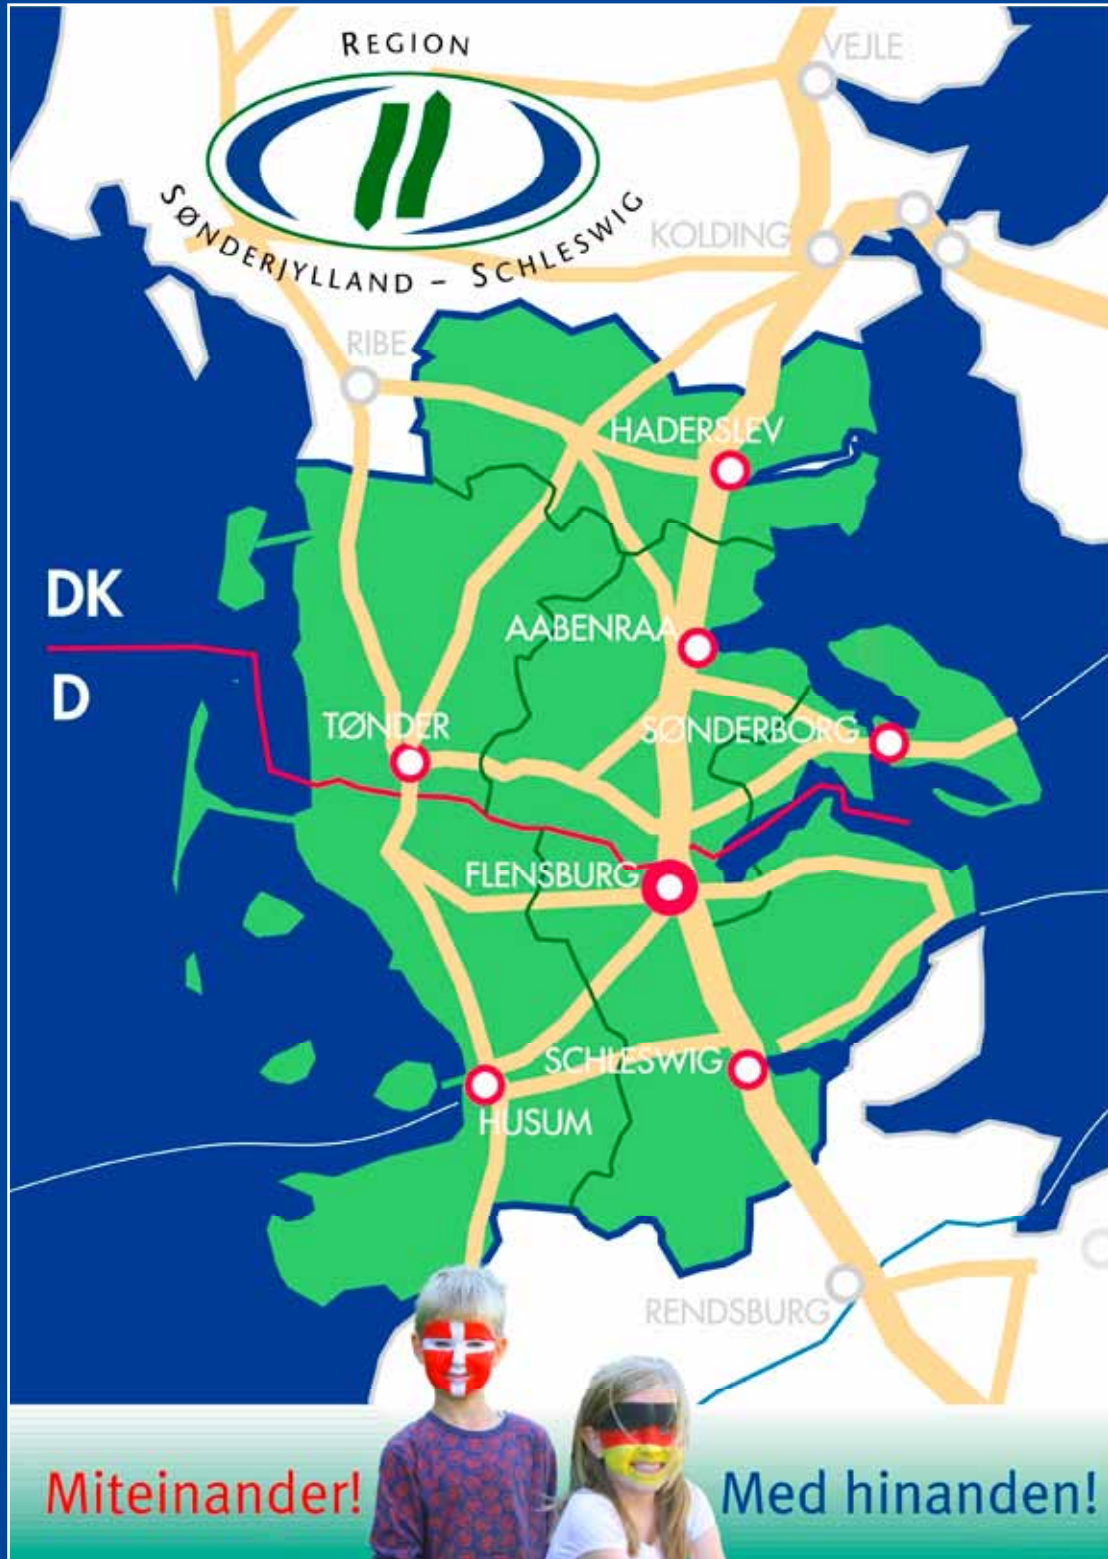 REGION
SØNDERJYLLAND – SCHLESWIG
VEJLE
KOLDING
RIBE
HADERSLEV
DK
AABENRAA
D
TØNDER
SØNDERBORG
FLENSBURG
SCHLESWIG
HUSUM
RENDSBURG
Miteinander!
Med hinanden!